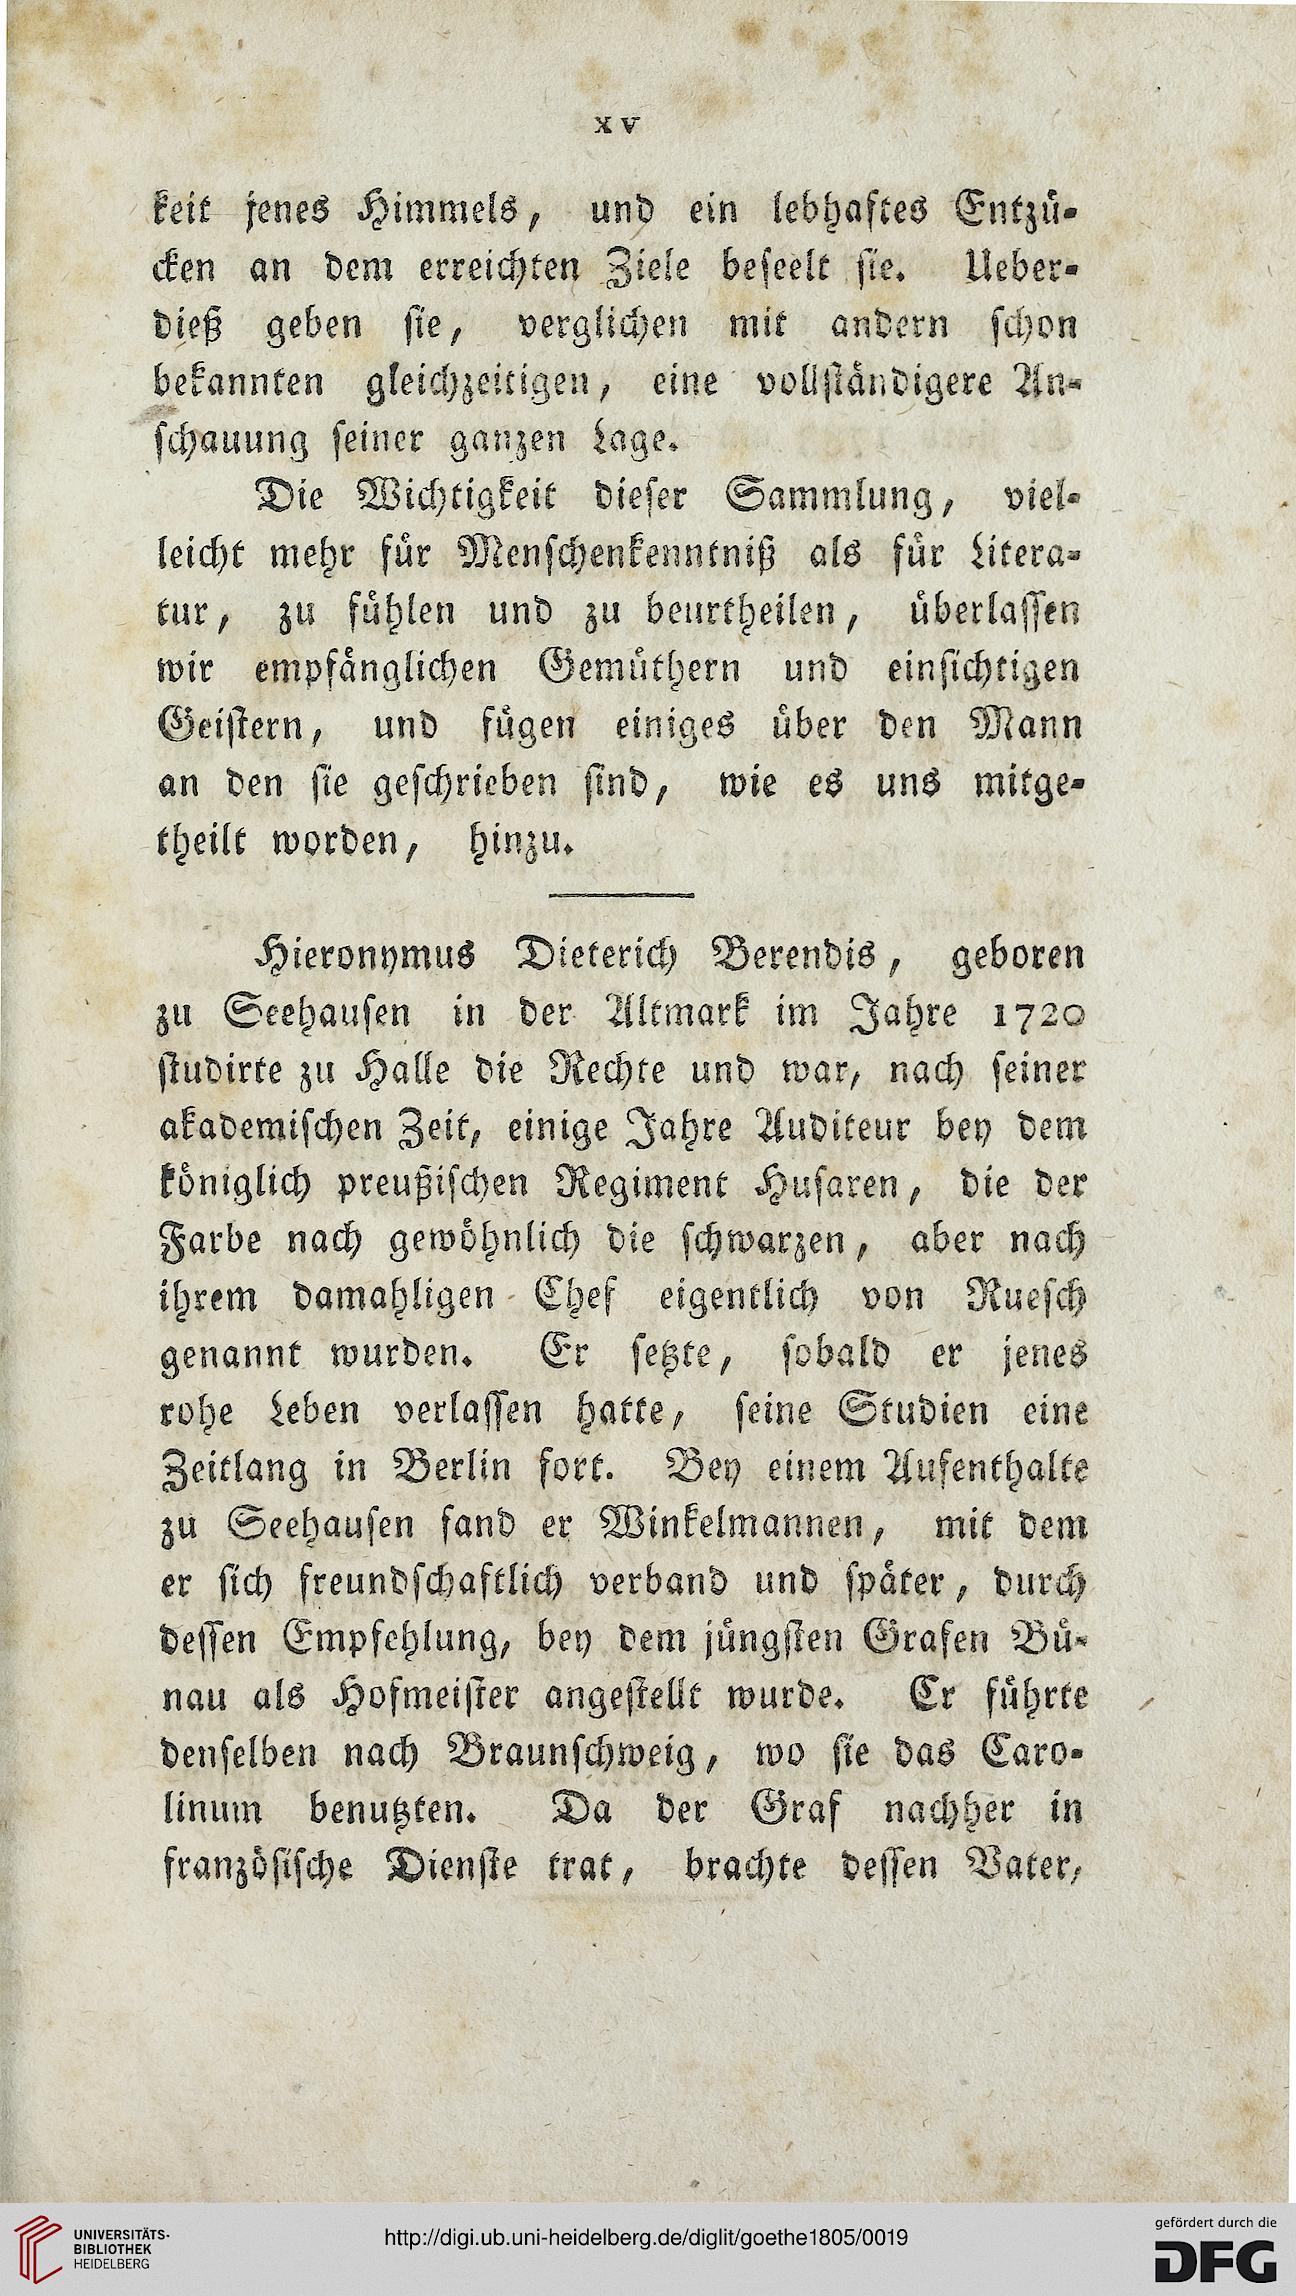 xv
keit jenes Himmels, und ein lebhaftes Entzü-
cken an dem erreichten Ziele beseelt sie. Ueber-
dieß geben sie, verglichen mit andern schon
bekannten gleichzeitigen, eine vollständigere An-
schauung seiner ganzen Lage.
Die Wichtigkeit dieser Sammlung, viel-
leicht mehr für Menschenkenntniß als für Litera-
tur, zu fühlen und zu beurtheilen, überlassen
wir empfänglichen Gemüthern und einsichtigen
Geistern, und fügen einiges über den Mann
an den sie geschrieben sind, wie es uns mitge-
theilt worden, hinzu.
Hieronymus Dieterich Berendis, geboren
zu Seehausen in der Altmark im Jahre 1720
studirte zu Halle die Rechte und war, nach seiner
akademischen Zeit, einige Jahre Auditeur bey dem
königlich preußischen Regiment Husaren, die der
Farbe nach gewöhnlich die schwarzen, aber nach
ihrem damahligen Chef eigentlich von Ruesch
genannt wurden. Er setzte, sobald er jenes
rohe Leben verlassen hatte, seine Studien eine
Zeitlang in Berlin fort. Bey einem Aufenthalte
zu Seehausen fand er Winkelmannen, mit dem
er sich freundschaftlich verband und später, durch
dessen Empfehlung, bey dem jüngsten Grafen Bü-
nau als Hofmeister angestellt wurde. Er führte
denselben nach Braunschweig, wo sie das Caro-
linum benutzten. Da der Graf nachher in
französische Dienste trat, brachte dessen Vater,
UNIVERSITÄTS-
BIBLIOTHEK
HEIDELBERG
http://digi.ub.uni-heidelberg.de/diglit/goethe1805/0019
gefördert durch die
DFG